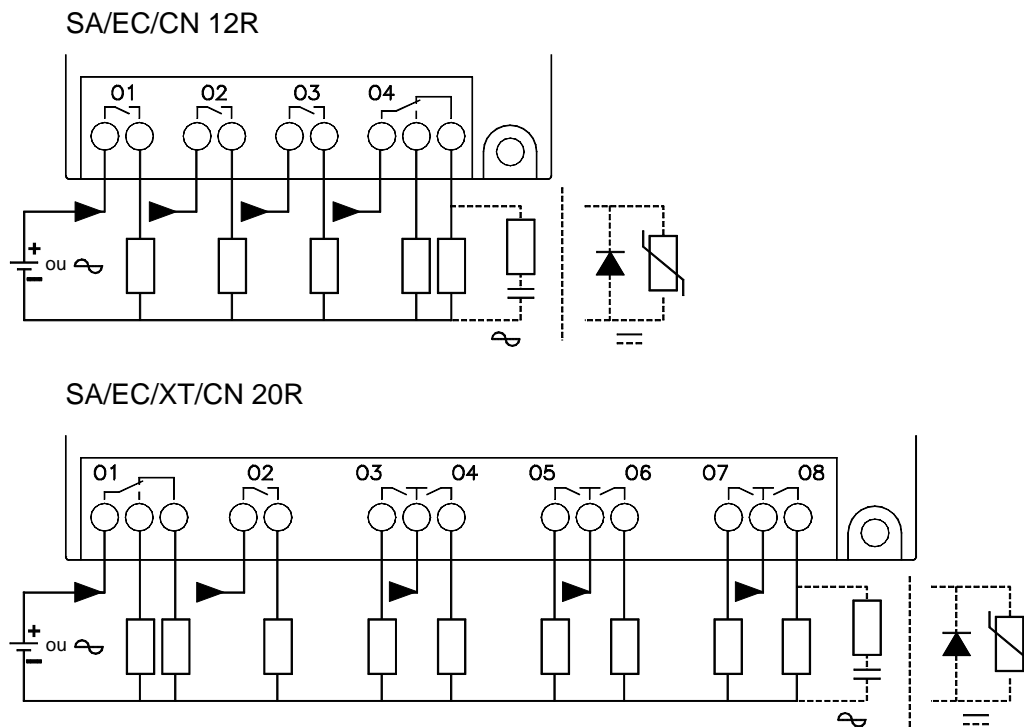 SA/EC/CN 12R
O1 O2 O3 O4
+ ou
-
SA/EC/XT/CN 20R
O1 O2 O3 O4 O5 O6 O7 O8
+ ou
-